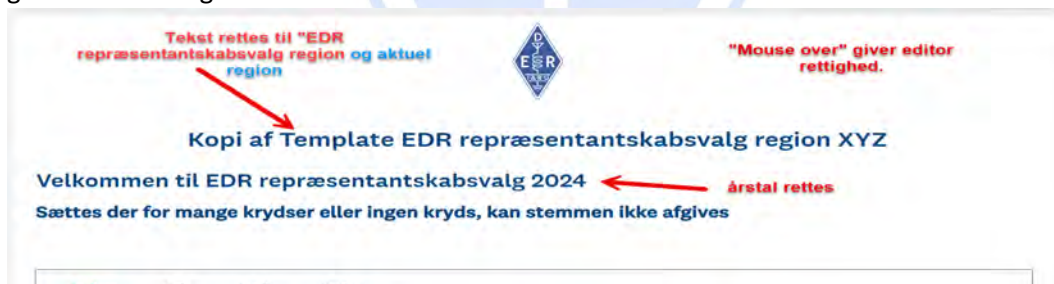 Tekst rettes til "EDR
repræsentantskabsvalg region og aktuel
region
E D R
"Mouse over" giver editor
rettighed.
Kopi af Template EDR repræsentantskabsvalg region XYZ
Velkommen til EDR repræsentantskabsvalg 2024
årstal rettes
Sættes der for mange krydser eller ingen kryds, kan stemmen ikke afgives